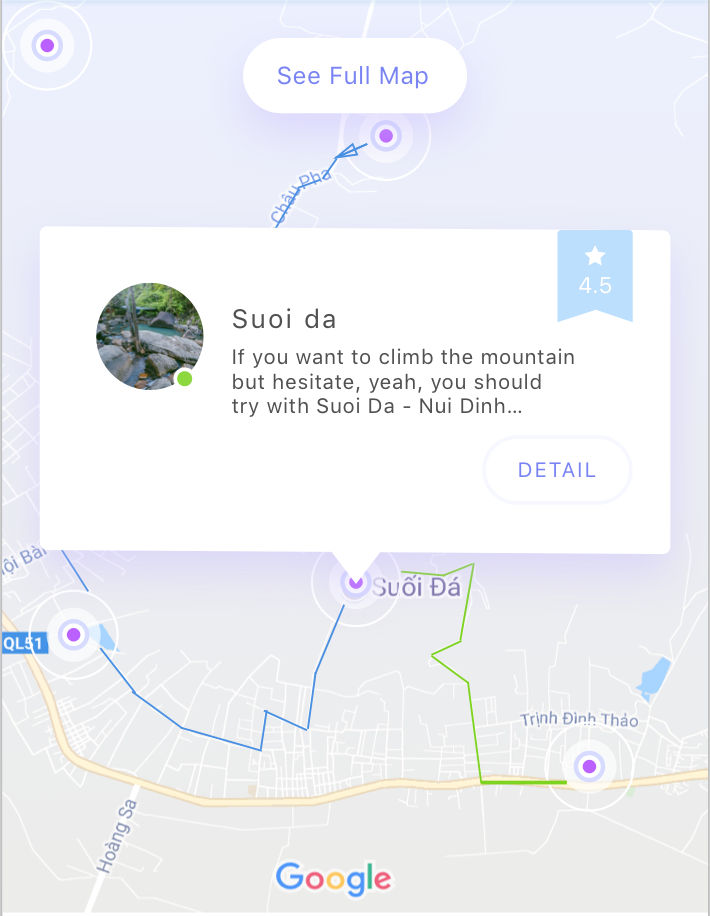 See Full Map
Châu Pha
4.5
Suoi da
If you want to climb the mountain
but hesitate, yeah, you should
try with Suoi Da - Nui Dinh...
DETAIL
ội Bài
Suối Đá
QL51
Trịnh Đình Thảo
Hoàng Sa
Google